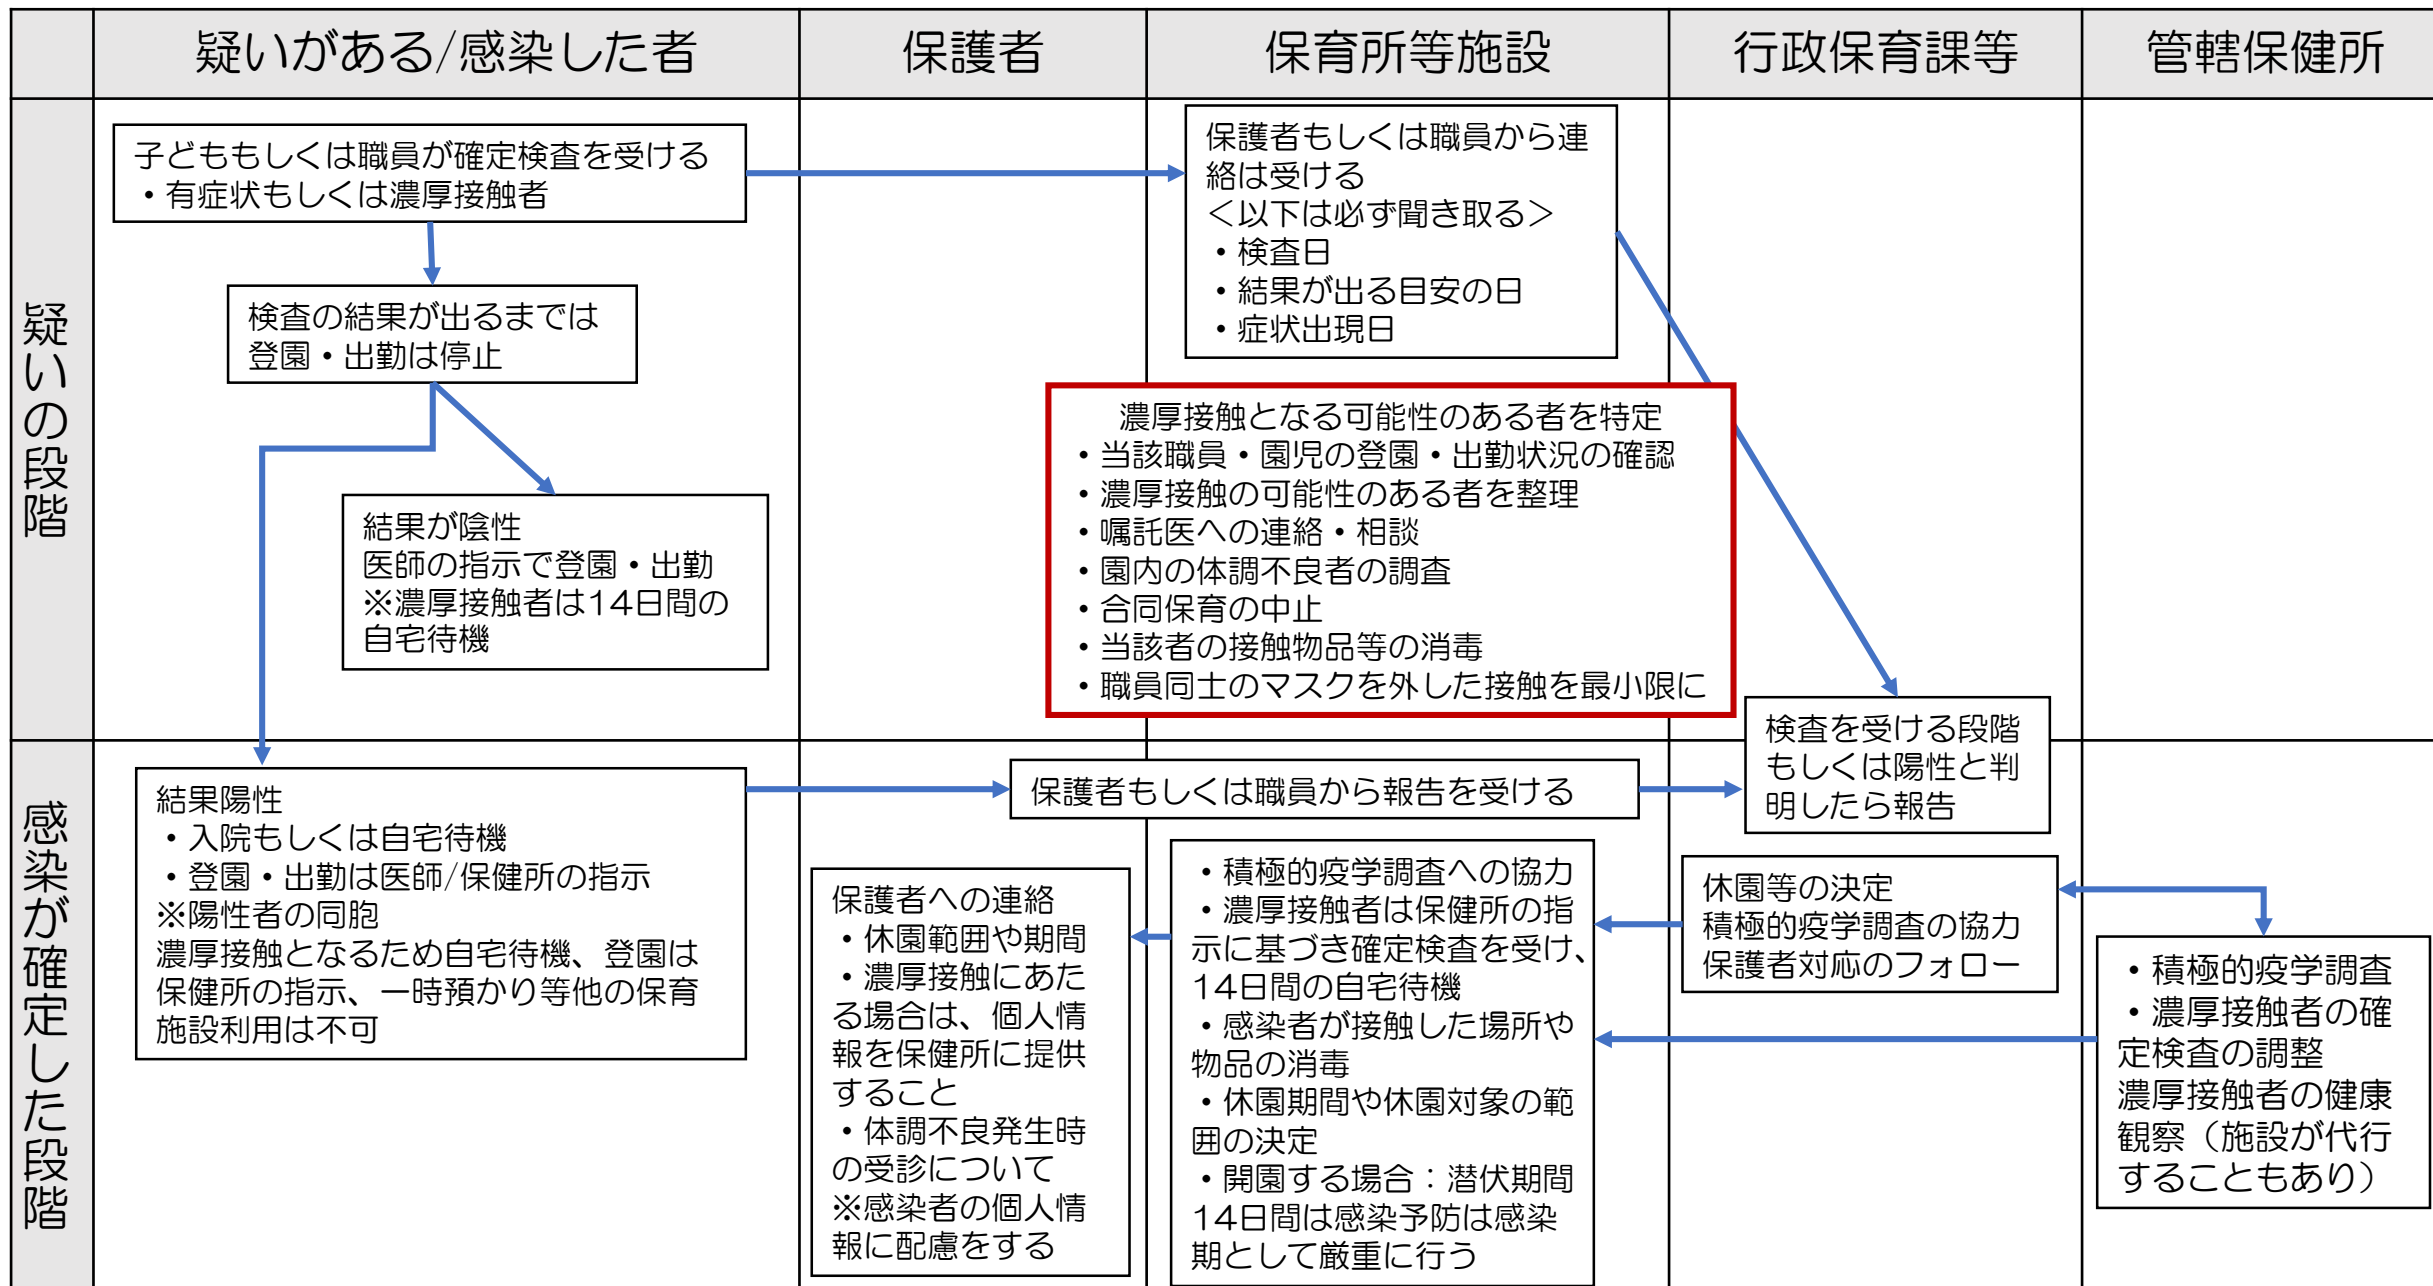 疑いがある/感染した者
保護者
保育所等施設
行政保育課等
管轄保健所
疑いの段階
子どももしくは職員が確定検査を受ける
・有症状もしくは濃厚接触者
検査の結果が出るまでは
登園・出勤は停止
結果が陰性
医師の指示で登園・出勤
※濃厚接触者は14日間の
自宅待機
保護者もしくは職員から連
絡は受ける
＜以下は必ず聞き取る＞
・検査日
・結果が出る目安の日
・症状出現日
濃厚接触となる可能性のある者を特定
・当該職員・園児の登園・出勤状況の確認
・濃厚接触の可能性のある者を整理
・嘱託医への連絡・相談
・園内の体調不良者の調査
・合同保育の中止
・当該者の接触物品等の消毒
・職員同士のマスクを外した接触を最小限に
検査を受ける段階
もしくは陽性と判
明したら報告
感染が確定した段階
結果陽性
・入院もしくは自宅待機
・登園・出勤は医師/保健所の指示
※陽性者の同胞
濃厚接触となるため自宅待機、登園は
保健所の指示、一時預かり等他の保育
施設利用は不可
保護者もしくは職員から報告を受ける
保護者への連絡
・休園範囲や期間
・濃厚接触にあた
る場合は、個人情
報を保健所に提供
すること
・体調不良発生時
の受診について
※感染者の個人情
報に配慮をする
・積極的疫学調査への協力
・濃厚接触者は保健所の指
示に基づき確定検査を受け、
14日間の自宅待機
・感染者が接触した場所や
物品の消毒
・休園期間や休園対象の範
囲の決定
・開園する場合：潜伏期間
14日間は感染予防は感染
期として厳重に行う
休園等の決定
積極的疫学調査の協力
保護者対応のフォロー
・積極的疫学調査
・濃厚接触者の確
定検査の調整
濃厚接触者の健康
観察（施設が代行
することもあり）